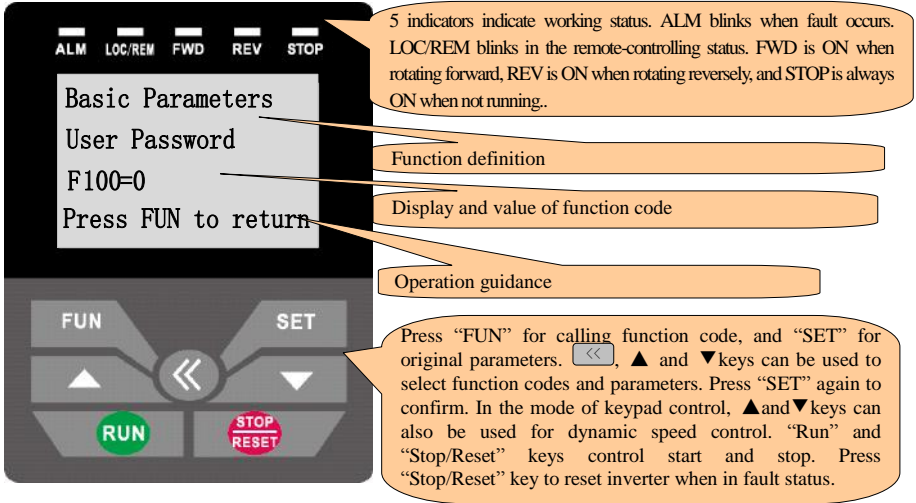 ALM LOC/REM FWD REV STOP
Basic Parameters
User Password
F100=0
Press FUN to return
FUN
SET
<<
▲
▼
RUN
STOP
RESET
5 indicators indicate working status. ALM blinks when fault occurs.
LOC/REM blinks in the remote-controlling status. FWD is ON when
rotating forward, REV is ON when rotating reversely, and STOP is always
ON when not running..
Function definition
Display and value of function code
Operation guidance
Press “FUN” for calling function code, and “SET” for
original parameters. <<, ▲ and ▼keys can be used to
select function codes and parameters. Press “SET” again to
confirm. In the mode of keypad control, ▲and▼keys can
also be used for dynamic speed control. “Run” and
“Stop/Reset” keys control start and stop. Press
“Stop/Reset” key to reset inverter when in fault status.